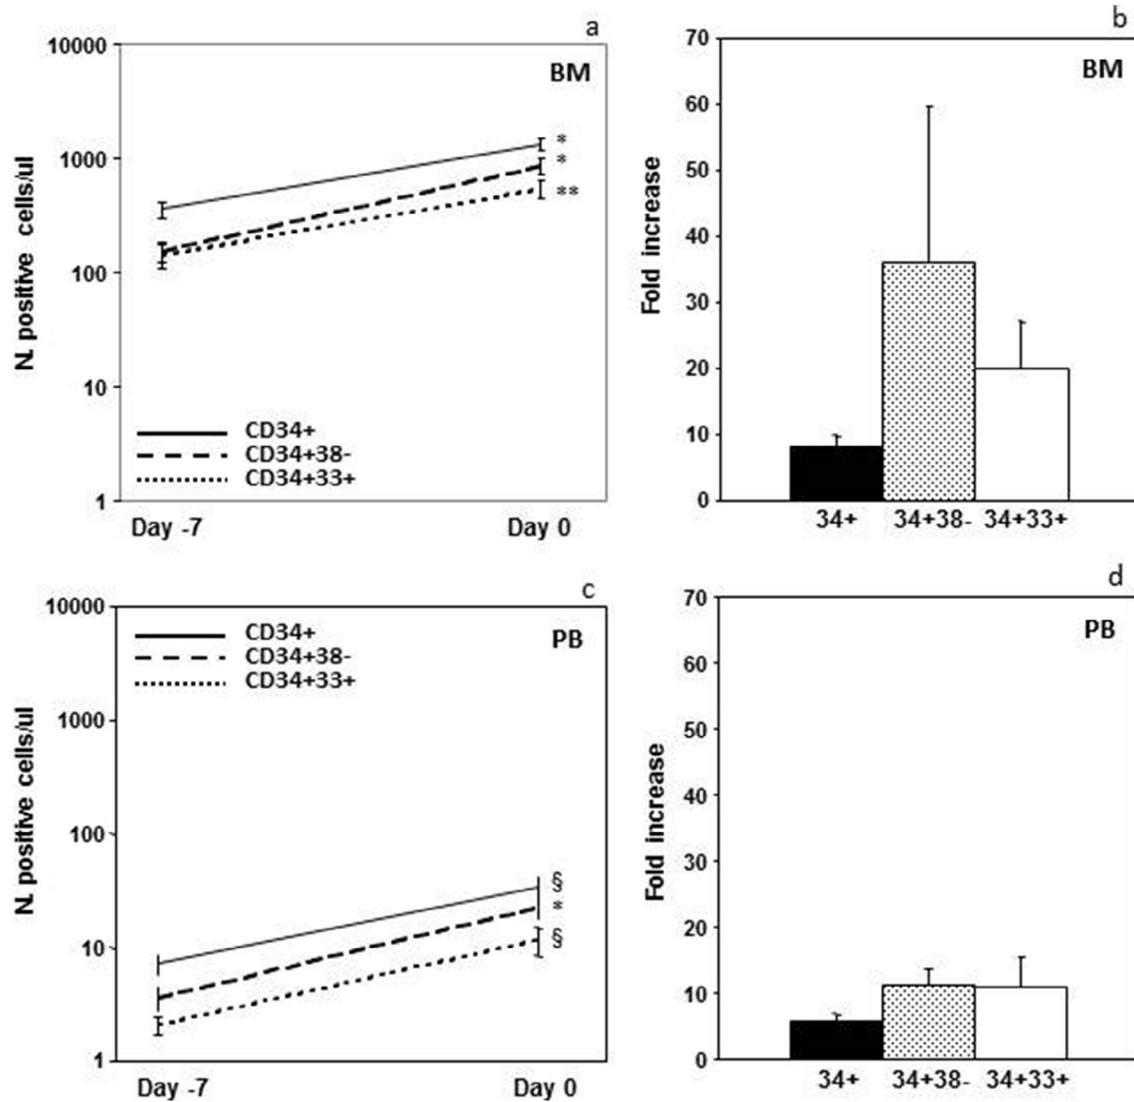 a
BM
N. positive cells/ul
10000
1000
100
10
1
CD34+
CD34+38-
CD34+33+
*
*
**
Day -7
Day 0
b
BM
Fold increase
70
60
50
40
30
20
10
0
34+
34+38-
34+33+
c
PB
N. positive cells/ul
10000
1000
100
10
1
CD34+
CD34+38-
CD34+33+
§
*
§
Day -7
Day 0
d
PB
Fold increase
70
60
50
40
30
20
10
0
34+
34+38-
34+33+